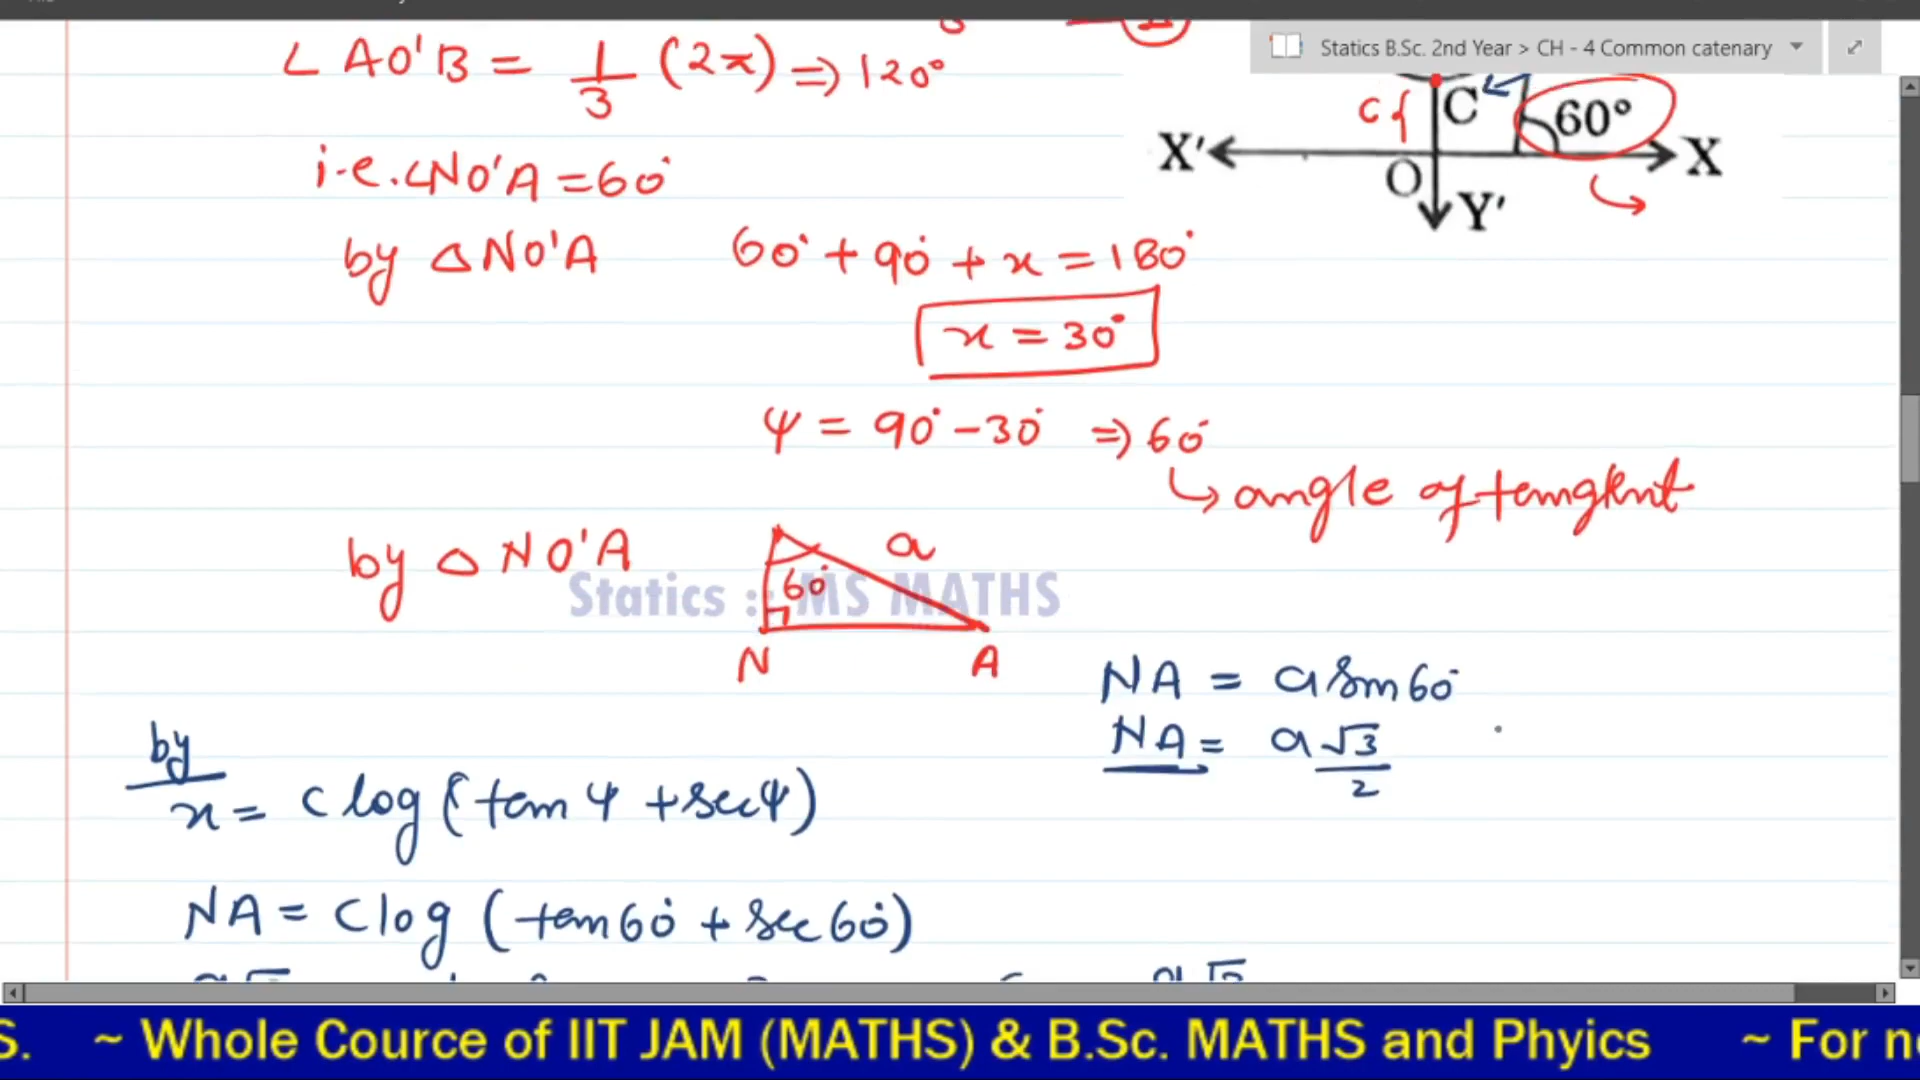 Statics B.Sc. 2nd Year > CH - 4 Common catenary
∠ AO'B = 1/3 (2π) ⇒ 120°
c{ C 60°
X' X
O
Y'
i.e. ∠NO'A = 60°
by △ NO'A 60° + 90° + x = 180°
x = 30°
ψ = 90° - 30° ⇒ 60°
↳ angle of tangent
by △ NO'A
a
60°
Statics :: MS MATHS
N A
NA = a sin 60°
NA = a √3/2
by
x = c log (tan ψ + sec ψ)
NA = c log (tan 60° + sec 60°)
S. ~ Whole Cource of IIT JAM (MATHS) & B.Sc. MATHS and Phyics ~ For